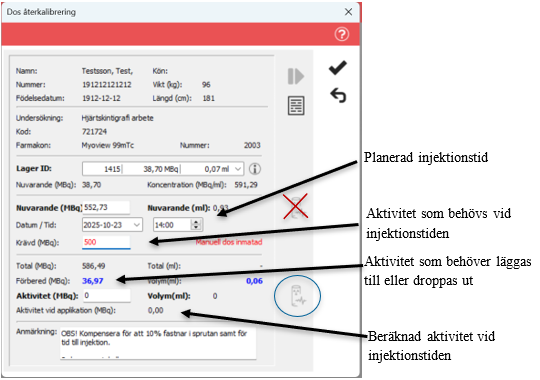 Dos återkalibrering
Namn: Testsson, Test, Kön:
Nummer: 191212121212 Vikt (kg): 96
Födelsedatum: 1912-12-12 Längd (cm): 181
Undersökning: Hjärtskintigrafi arbete
Kod: 721724
Farmakon: Myoview 99mTc Nummer: 2003
Lager ID: 1415 38,70 MBq 0,07 ml
Nuvarande (MBq): 38,70 Koncentration (MBq/ml): 591,29
Nuvarande (MBq) 552,73 Nuvarande (ml): 0,93
Datum / Tid: 2025-10-23 14:00
Krävd (MBq): 500 Manuell dos inmatad
Total (MBq): 586,49 Total (ml): -
Förbered (MBq): 36,97 Volym(ml): 0,06
Aktivitet (MBq): 0 Volym(ml): 0
Aktivitet vid applikation (MBq): 0,00
Anmärkning: OBS! Kompensera för att 10% fastnar i sprutan samt för
tid till injektion.
Planerad injektionstid
Aktivitet som behövs vid
injektionstiden
Aktivitet som behöver läggas
till eller droppas ut
Beräknad aktivitet vid
injektionstiden